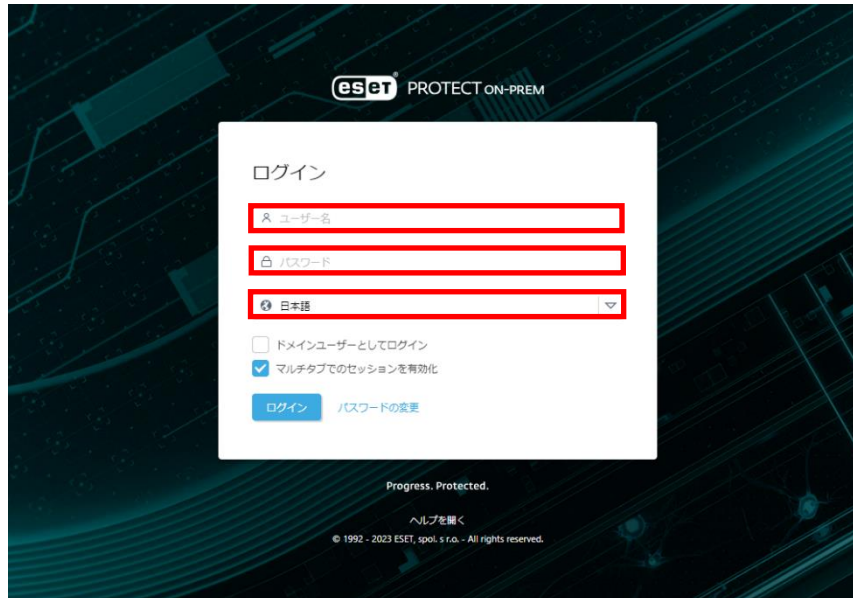 eset® PROTECT ON-PREM
ログイン
ユーザー名
パスワード
日本語
ドメインユーザーとしてログイン
マルチタブでのセッションを有効化
ログイン パスワードの変更
Progress. Protected.
ヘルプを開く
© 1992 - 2023 ESET, spol. s r.o. - All rights reserved.